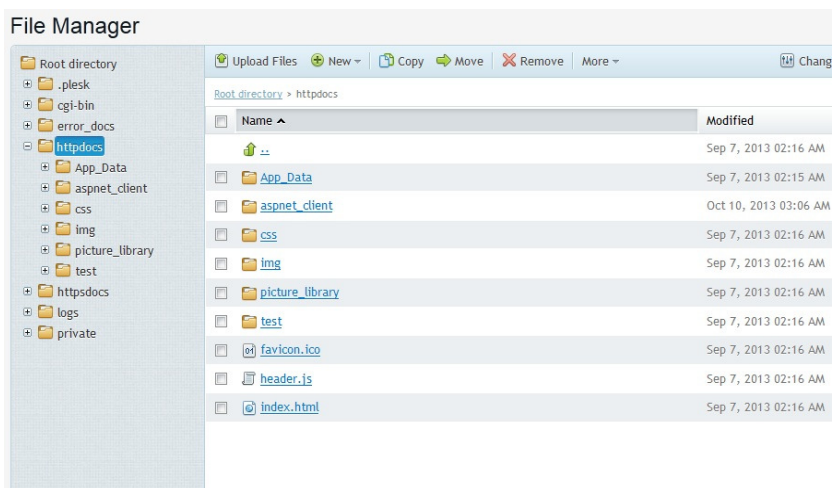 File Manager
Root directory
.plesk
cgi-bin
error_docs
httpdocs
App_Data
aspnet_client
css
img
picture_library
test
httpsdocs
logs
private
Upload Files New Copy Move Remove More Chang
Root directory > httpdocs
Name Modified
.. Sep 7, 2013 02:16 AM
App_Data Sep 7, 2013 02:15 AM
aspnet_client Oct 10, 2013 03:06 AM
css Sep 7, 2013 02:16 AM
img Sep 7, 2013 02:16 AM
picture_library Sep 7, 2013 02:16 AM
test Sep 7, 2013 02:16 AM
favicon.ico Sep 7, 2013 02:16 AM
header.js Sep 7, 2013 02:16 AM
index.html Sep 7, 2013 02:16 AM